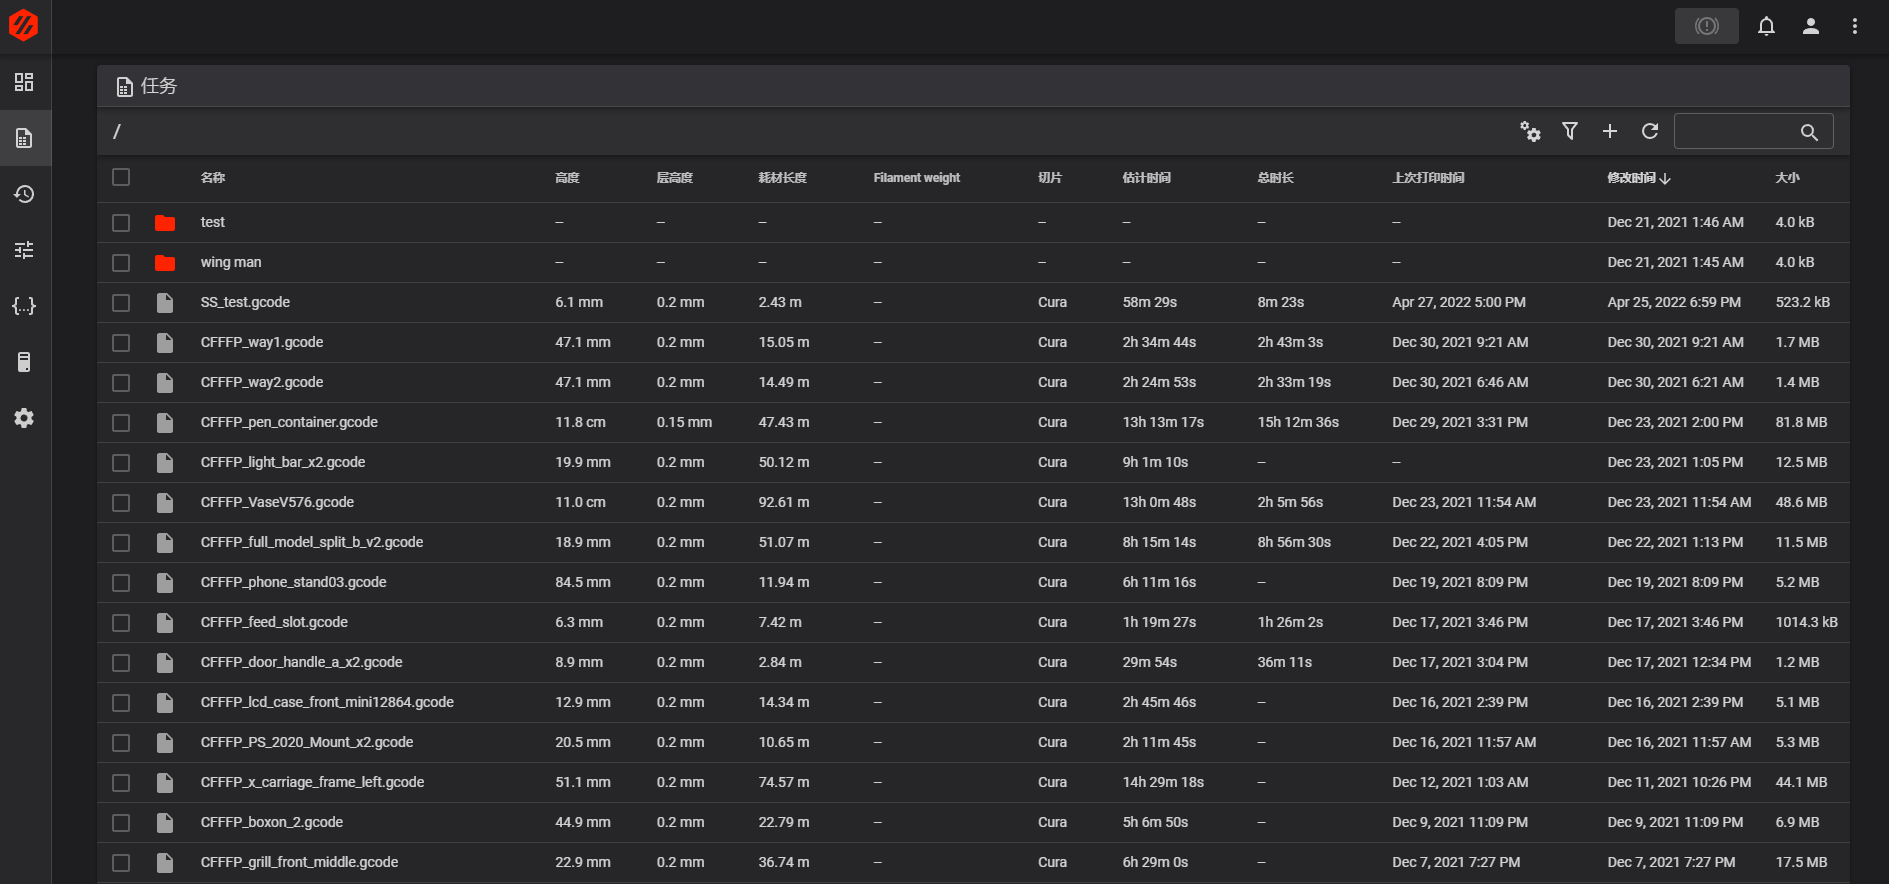 任务
/
名称 高度 层高度 耗材长度 Filament weight 切片 估计时间 总时长 上次打印时间 修改时间 大小
test -- -- -- -- -- -- -- -- Dec 21, 2021 1:46 AM 4.0 kB
wing man -- -- -- -- -- -- -- -- Dec 21, 2021 1:45 AM 4.0 kB
SS_test.gcode 6.1 mm 0.2 mm 2.43 m -- Cura 58m 29s 8m 23s Apr 27, 2022 5:00 PM Apr 25, 2022 6:59 PM 523.2 kB
CFFFP_way1.gcode 47.1 mm 0.2 mm 15.05 m -- Cura 2h 34m 44s 2h 43m 3s Dec 30, 2021 9:21 AM Dec 30, 2021 9:21 AM 1.7 MB
CFFFP_way2.gcode 47.1 mm 0.2 mm 14.49 m -- Cura 2h 24m 53s 2h 33m 19s Dec 30, 2021 6:46 AM Dec 30, 2021 6:21 AM 1.4 MB
CFFFP_pen_container.gcode 11.8 cm 0.15 mm 47.43 m -- Cura 13h 13m 17s 15h 12m 36s Dec 29, 2021 3:31 PM Dec 23, 2021 2:00 PM 81.8 MB
CFFFP_light_bar_x2.gcode 19.9 mm 0.2 mm 50.12 m -- Cura 9h 1m 10s -- -- Dec 23, 2021 1:05 PM 12.5 MB
CFFFP_VaseV576.gcode 11.0 cm 0.2 mm 92.61 m -- Cura 13h 0m 48s 2h 5m 56s Dec 23, 2021 11:54 AM Dec 23, 2021 11:54 AM 48.6 MB
CFFFP_full_model_split_b_v2.gcode 18.9 mm 0.2 mm 51.07 m -- Cura 8h 15m 14s 8h 56m 30s Dec 22, 2021 4:05 PM Dec 22, 2021 1:13 PM 11.5 MB
CFFFP_phone_stand03.gcode 84.5 mm 0.2 mm 11.94 m -- Cura 6h 11m 16s -- Dec 19, 2021 8:09 PM Dec 19, 2021 8:09 PM 5.2 MB
CFFFP_feed_slot.gcode 6.3 mm 0.2 mm 7.42 m -- Cura 1h 19m 27s 1h 26m 2s Dec 17, 2021 3:46 PM Dec 17, 2021 3:46 PM 1014.3 kB
CFFFP_door_handle_a_x2.gcode 8.9 mm 0.2 mm 2.84 m -- Cura 29m 54s 36m 11s Dec 17, 2021 3:04 PM Dec 17, 2021 12:34 PM 1.2 MB
CFFFP_lcd_case_front_mini12864.gcode 12.9 mm 0.2 mm 14.34 m -- Cura 2h 45m 46s -- Dec 16, 2021 2:39 PM Dec 16, 2021 2:39 PM 5.1 MB
CFFFP_PS_2020_Mount_x2.gcode 20.5 mm 0.2 mm 10.65 m -- Cura 2h 11m 45s -- Dec 16, 2021 11:57 AM Dec 16, 2021 11:57 AM 5.3 MB
CFFFP_x_carriage_frame_left.gcode 51.1 mm 0.2 mm 74.57 m -- Cura 14h 29m 18s -- Dec 12, 2021 1:03 AM Dec 11, 2021 10:26 PM 44.1 MB
CFFFP_boxon_2.gcode 44.9 mm 0.2 mm 22.79 m -- Cura 5h 6m 50s -- Dec 9, 2021 11:09 PM Dec 9, 2021 11:09 PM 6.9 MB
CFFFP_grill_front_middle.gcode 22.9 mm 0.2 mm 36.74 m -- Cura 6h 29m 0s -- Dec 7, 2021 7:27 PM Dec 7, 2021 7:27 PM 17.5 MB